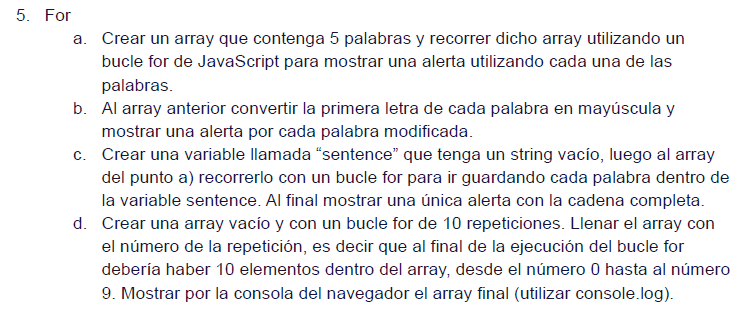 5. For
a. Crear un array que contenga 5 palabras y recorrer dicho array utilizando un
bucle for de JavaScript para mostrar una alerta utilizando cada una de las
palabras.
b. Al array anterior convertir la primera letra de cada palabra en mayúscula y
mostrar una alerta por cada palabra modificada.
c. Crear una variable llamada “sentence” que tenga un string vacío, luego al array
del punto a) recorrerlo con un bucle for para ir guardando cada palabra dentro de
la variable sentence. Al final mostrar una única alerta con la cadena completa.
d. Crear una array vacío y con un bucle for de 10 repeticiones. Llenar el array con
el número de la repetición, es decir que al final de la ejecución del bucle for
debería haber 10 elementos dentro del array, desde el número 0 hasta al número
9. Mostrar por la consola del navegador el array final (utilizar console.log).